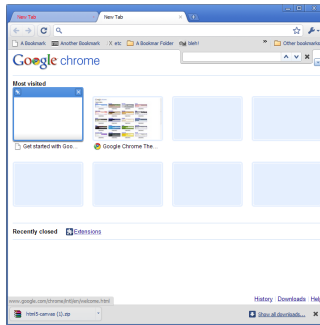 New Tab
New Tab
A Bookmark Another Bookmark X etc A Bookmar Folder bleh! » Other bookmarks
Google chrome
Most visited
Get started with Goo... Google Chrome The...
Recently closed Extensions
www.google.com/chrome/intl/en/welcome.html
History Downloads Help
html5-canvas (1).zip
Show all downloads...